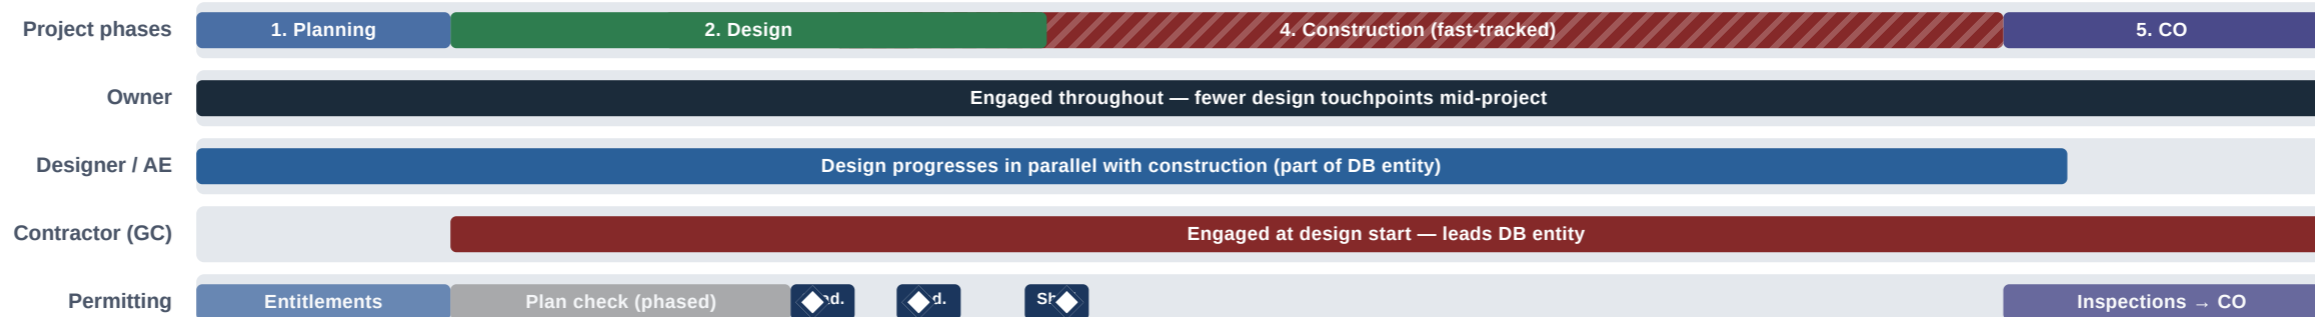 Project phases
1. Planning
2. Design
4. Construction (fast-tracked)
5. CO
Owner
Engaged throughout — fewer design touchpoints mid-project
Designer / AE
Design progresses in parallel with construction (part of DB entity)
Contractor (GC)
Engaged at design start — leads DB entity
Permitting
Entitlements
Plan check (phased)
Inspections → CO